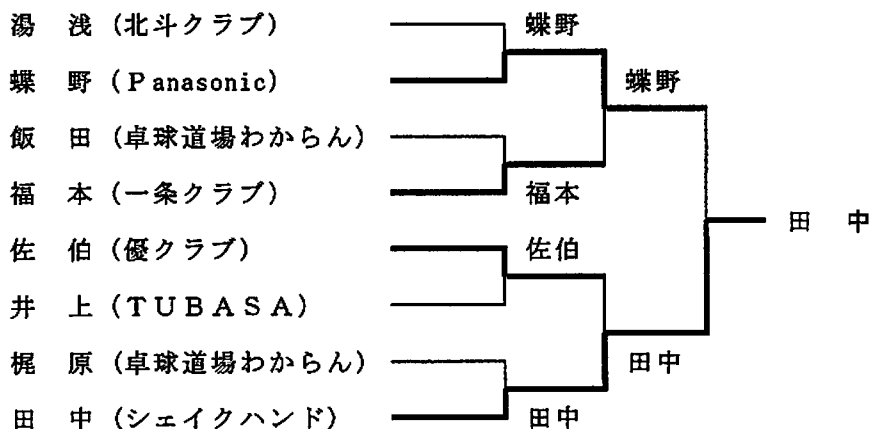 湯　浅（北斗クラブ）
蝶野
蝶　野（Panasonic）
蝶野
飯　田（卓球道場わからん）
福　本（一条クラブ）
福本
田　中
佐　伯（優クラブ）
佐伯
井　上（TUBASA）
梶　原（卓球道場わからん）
田中
田　中（シェイクハンド）
田中